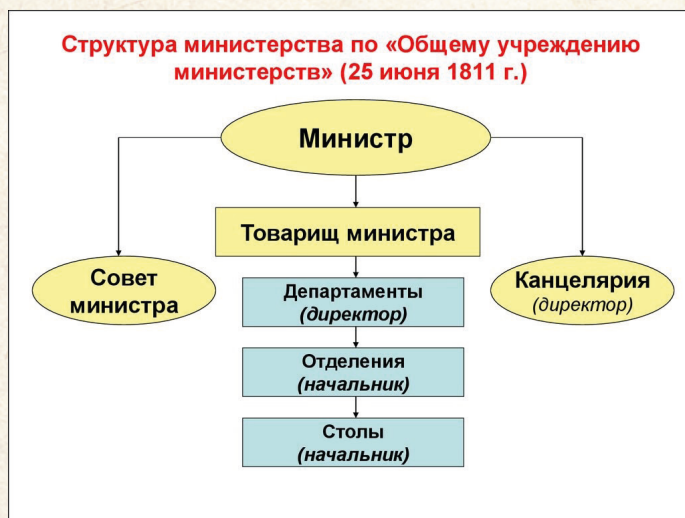 Структура министерства по «Общему учреждению
министерств» (25 июня 1811 г.)
Министр
Товарищ министра
Совет
министра
Канцелярия
(директор)
Департаменты
(директор)
Отделения
(начальник)
Столы
(начальник)